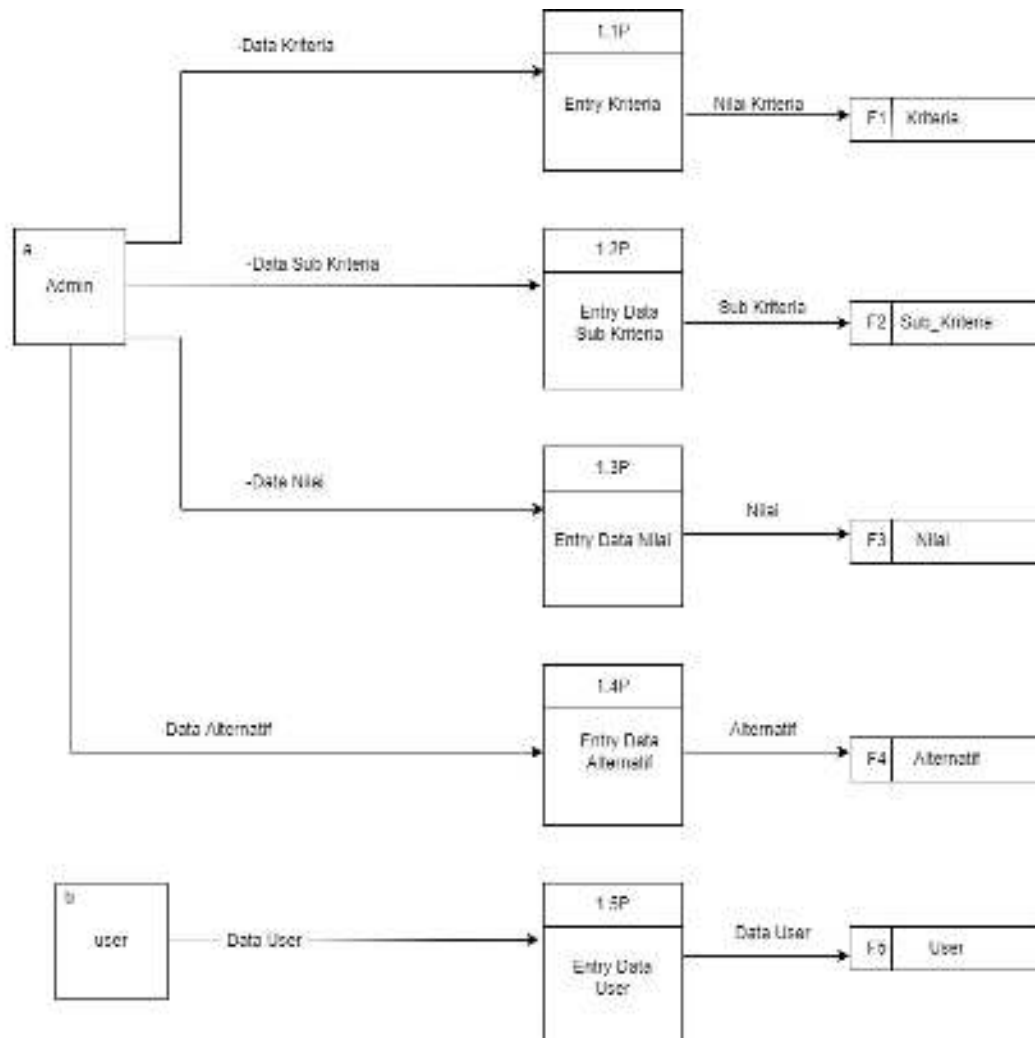 -Data Kriteria
1.1P
Entry Kriteria
Nilai Kriteria
F1 Kriteria
a
Admin
-Data Sub Kriteria
1.2P
Entry Data
Sub Kriteria
Sub Kriteria
F2 Sub_Kriteria
-Data Nilai
1.3P
Entry Data Nilai
Nilai
F3 Nilai
Data Alternatif
1.4P
Entry Data
Alternatif
Alternatif
F4 Alternatif
b
user
Data User
1.5P
Entry Data
User
Data User
F5 User